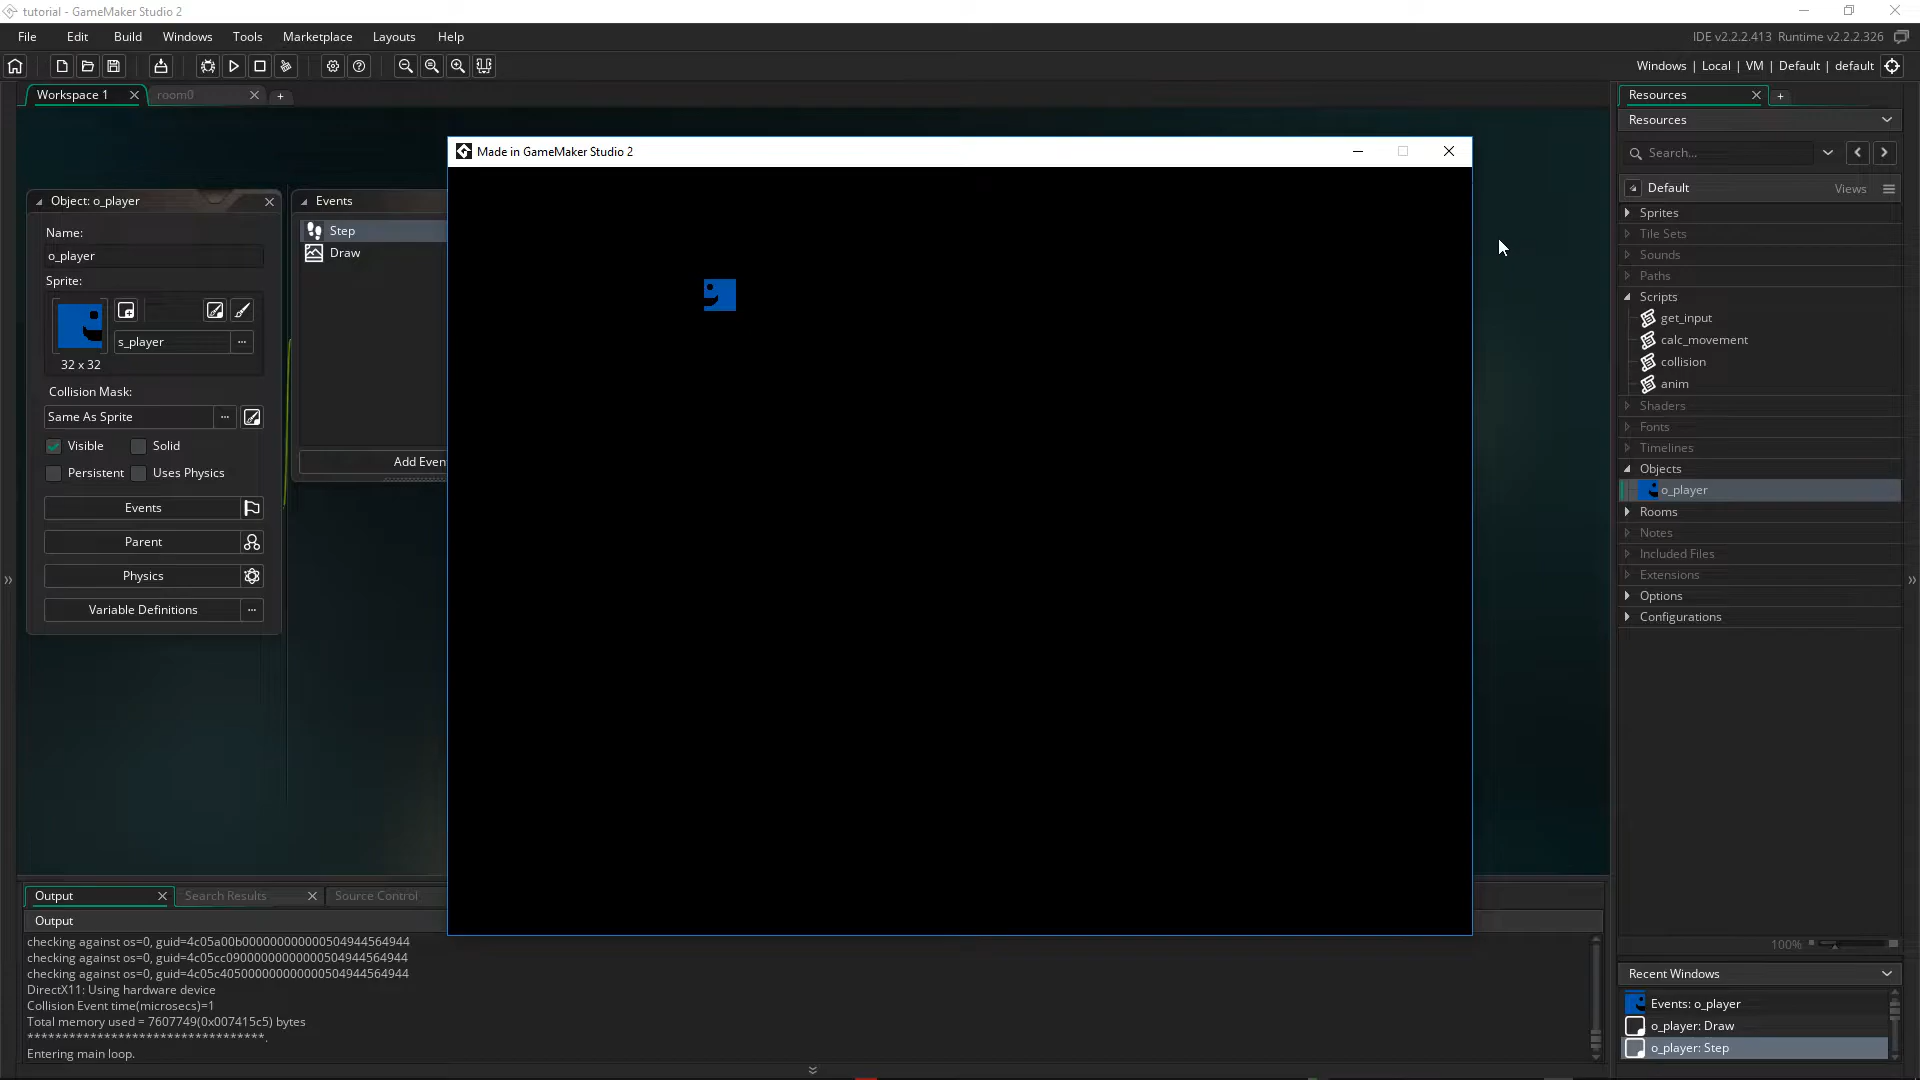 tutorial - GameMaker Studio 2
File Edit Build Windows Tools Marketplace Layouts Help
IDE v2.2.2.413 Runtime v2.2.2.326
Windows | Local | VM | Default | default
Workspace 1
room0
Resources
Resources
Search...
Default
Views
Made in GameMaker Studio 2
Object: o_player
Name:
o_player
Sprite:
s_player
32 x 32
Collision Mask:
Same As Sprite
Visible
Solid
Persistent
Uses Physics
Events
Parent
Physics
Variable Definitions
Events
Step
Draw
Add Even
Sprites
Tile Sets
Sounds
Paths
Scripts
get_input
calc_movement
collision
anim
Shaders
Fonts
Timelines
Objects
o_player
Rooms
Notes
Included Files
Extensions
Options
Configurations
100%
Recent Windows
Events: o_player
o_player: Draw
o_player: Step
Output
Search Results
Source Control
Output
checking against os=0, guid=4c05a00b000000000000504944564944
checking against os=0, guid=4c05cc09000000000000504944564944
checking against os=0, guid=4c05c405000000000000504944564944
DirectX11: Using hardware device
Collision Event time(microsecs)=1
Total memory used = 7607749(0x007415c5) bytes
**********************************.
Entering main loop.